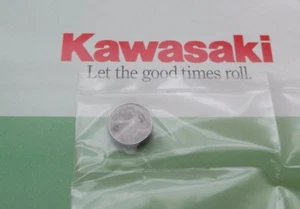 Kawasaki
Let the good times roll.